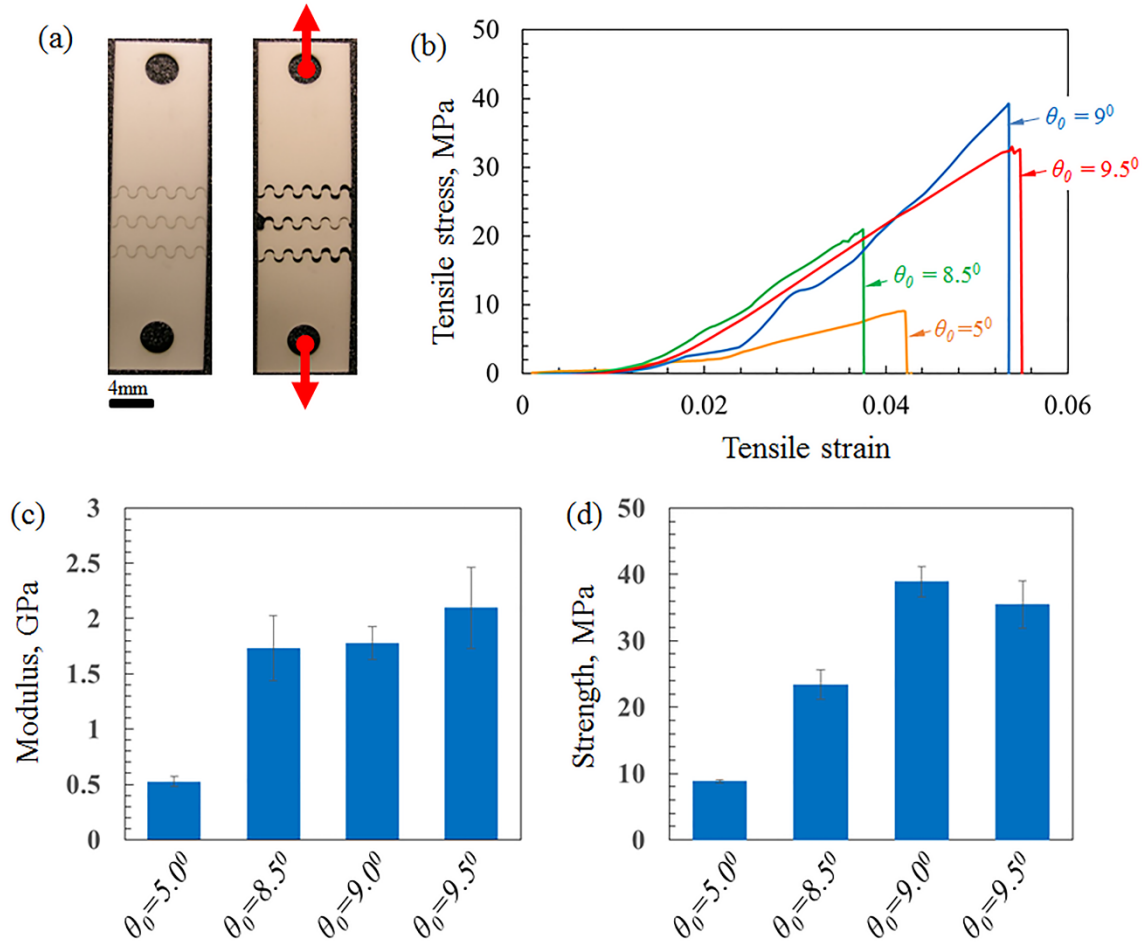 (a)
4mm
(b)
Tensile stress, MPa
50
40
30
20
10
0
0
0.02
0.04
0.06
Tensile strain
θ₀ = 9⁰
θ₀ = 9.5⁰
θ₀ = 8.5⁰
θ₀ =5⁰
(c)
Modulus, GPa
3
2.5
2
1.5
1
0.5
0
θ₀=5.0⁰
θ₀=8.5⁰
θ₀=9.0⁰
θ₀=9.5⁰
(d)
Strength, MPa
50
40
30
20
10
0
θ₀=5.0⁰
θ₀=8.5⁰
θ₀=9.0⁰
θ₀=9.5⁰